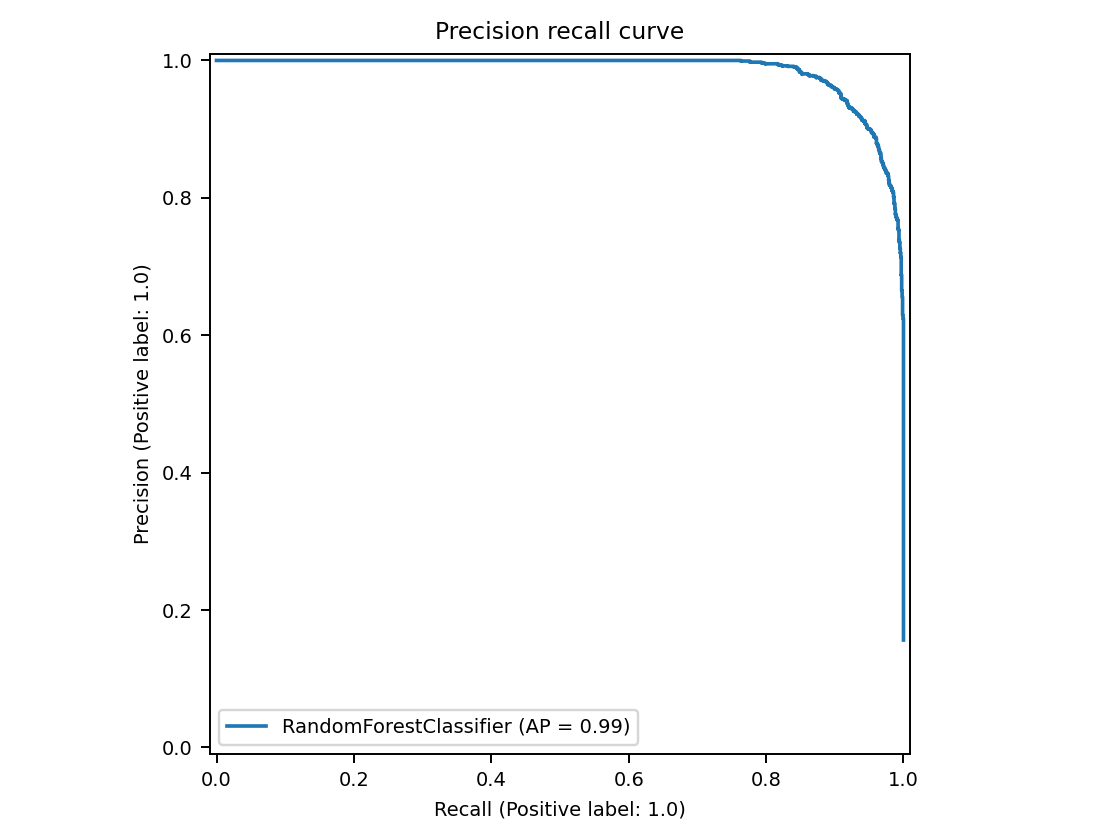 Precision recall curve
1.0
0.8
0.6
0.4
0.2
0.0
Precision (Positive label: 1.0)
RandomForestClassifier (AP = 0.99)
0.0 0.2 0.4 0.6 0.8 1.0
Recall (Positive label: 1.0)